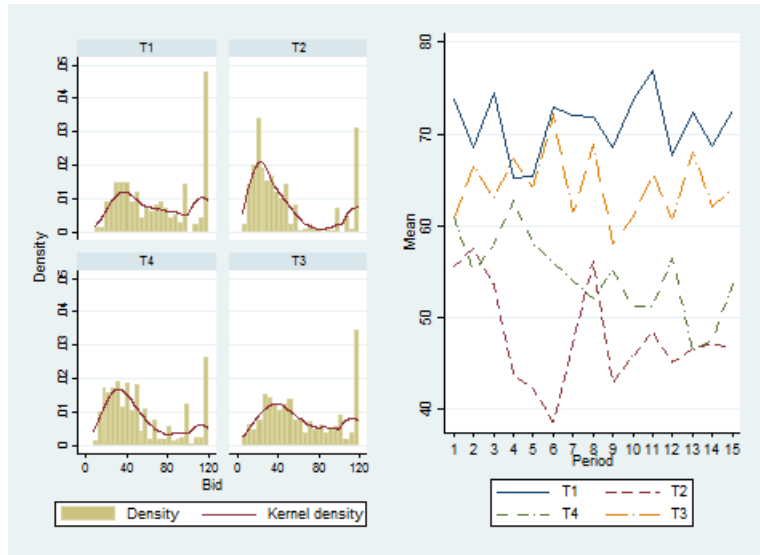 T1 T2
.05
.04
.03
.02
.01
0
Density
T4 T3
.05
.04
.03
.02
.01
0
0 40 80 120 0 40 80 120
Bid
Density Kernel density
80
70
60
50
40
Mean
1 2 3 4 5 6 7 8 9 10 11 12 13 14 15
Period
T1 T2
T4 T3